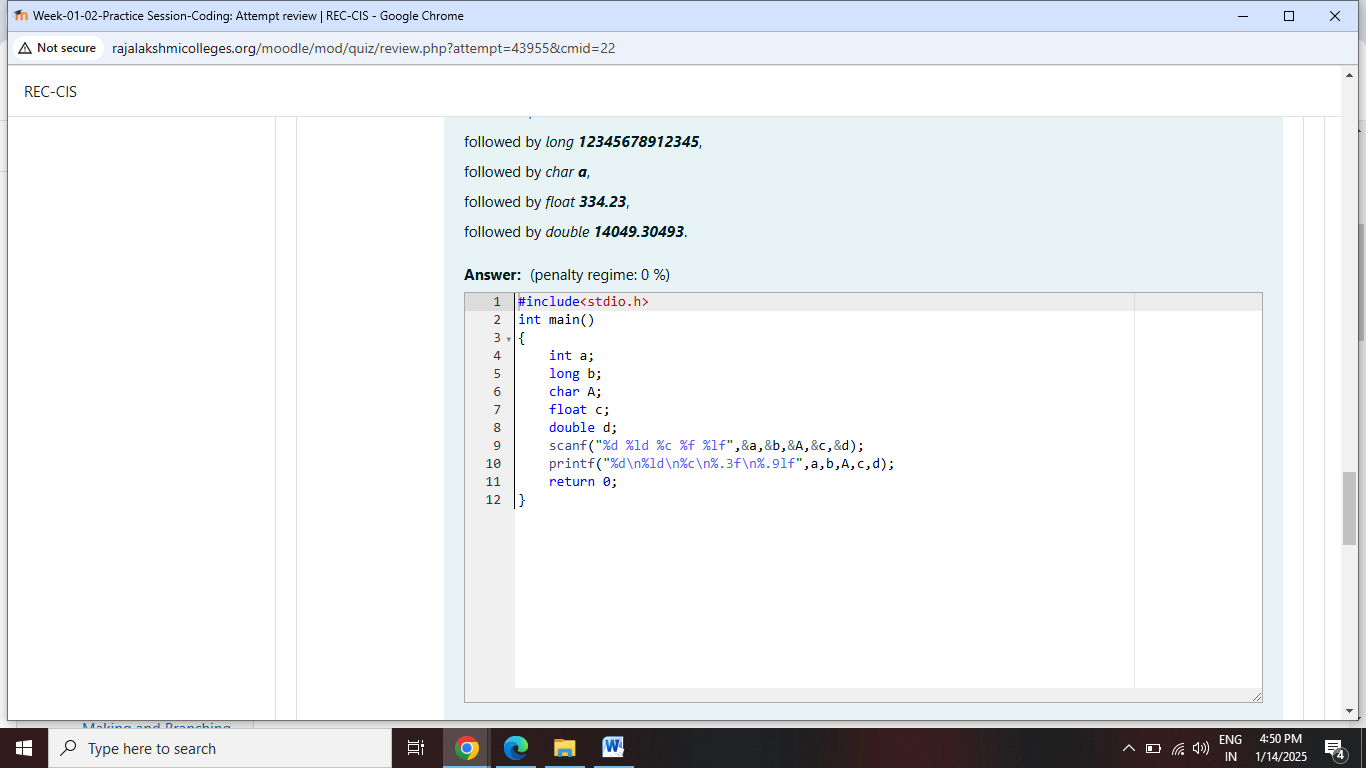 Week-01-02-Practice Session-Coding: Attempt review | REC-CIS - Google Chrome
Not secure rajalakshmicolleges.org/moodle/mod/quiz/review.php?attempt=43955&cmid=22
REC-CIS
followed by long 12345678912345,
followed by char a,
followed by float 334.23,
followed by double 14049.30493.
Answer: (penalty regime: 0 %)
1 #include<stdio.h>
2 int main()
3 {
4 int a;
5 long b;
6 char A;
7 float c;
8 double d;
9 scanf("%d %ld %c %f %lf",&a,&b,&A,&c,&d);
10 printf("%d\n%ld\n%c\n%.3f\n%.9lf",a,b,A,c,d);
11 return 0;
12 }
Making and Branching
Type here to search
ENG
IN
4:50 PM
1/14/2025
4